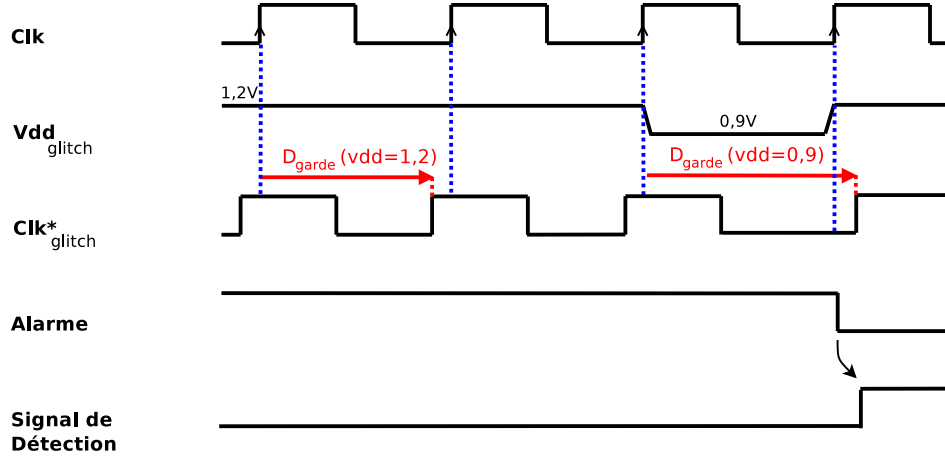 Clk
1,2V
Vdd glitch
0,9V
D garde (vdd=1,2)
D garde (vdd=0,9)
Clk* glitch
Alarme
Signal de
Détection